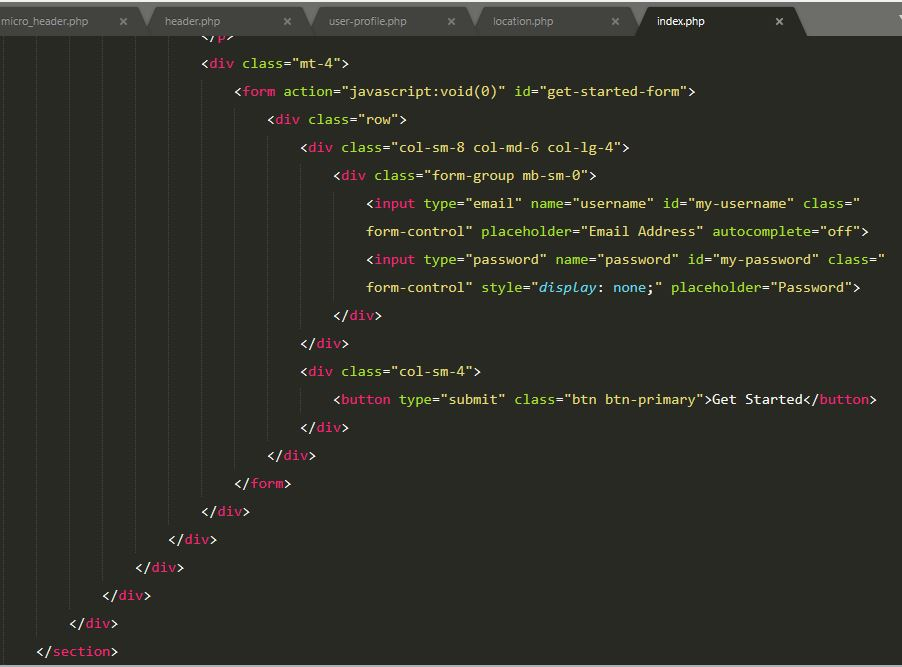 micro_header.php × header.php × user-profile.php × location.php × index.php ×
</p>
<div class="mt-4">
<form action="javascript:void(0)" id="get-started-form">
<div class="row">
<div class="col-sm-8 col-md-6 col-lg-4">
<div class="form-group mb-sm-0">
<input type="email" name="username" id="my-username" class="
form-control" placeholder="Email Address" autocomplete="off">
<input type="password" name="password" id="my-password" class="
form-control" style="display: none;" placeholder="Password">
</div>
</div>
<div class="col-sm-4">
<button type="submit" class="btn btn-primary">Get Started</button>
</div>
</div>
</form>
</div>
</div>
</div>
</div>
</div>
</section>